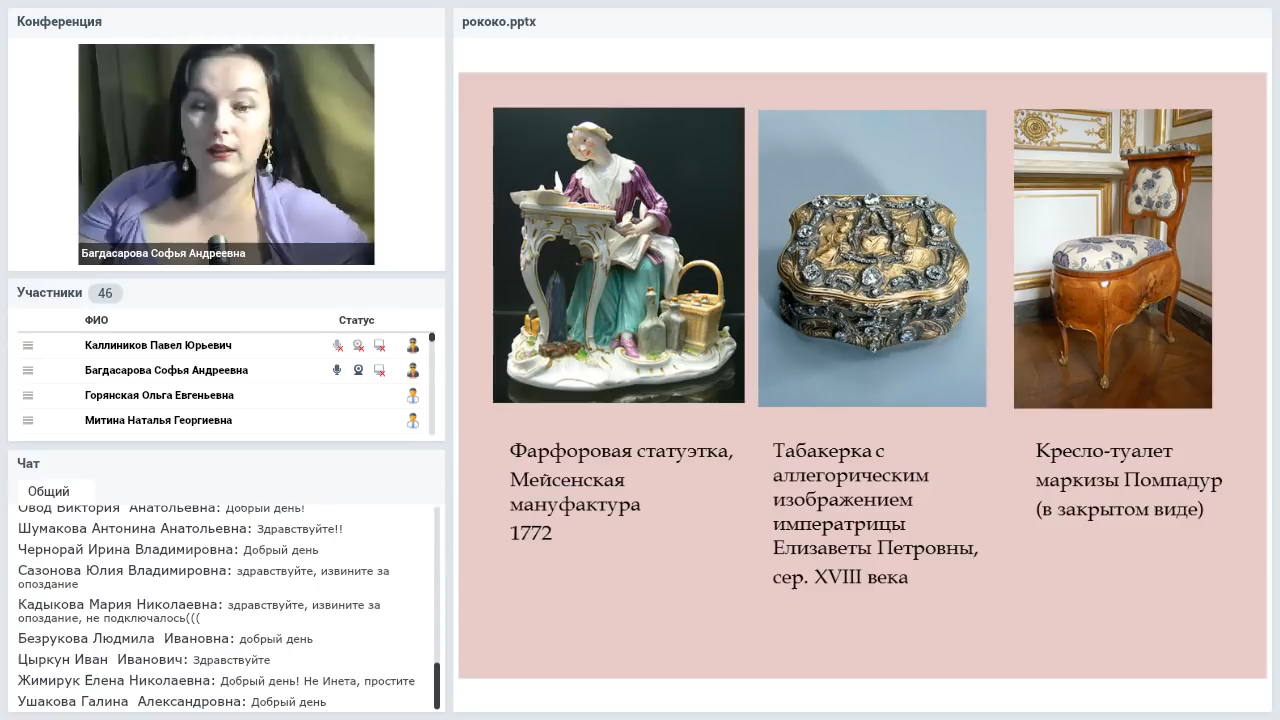 Конференция
Багдасарова Софья Андреевна
Участники 46
ФИО Статус
Каллиников Павел Юрьевич
Багдасарова Софья Андреевна
Горянская Ольга Евгеньевна
Митина Наталья Георгиевна
Чат
Общий
Овод Виктория Анатольевна: Добрый день!
Шумакова Антонина Анатольевна: Здравствуйте!!
Чернорай Ирина Владимировна: Добрый день
Сазонова Юлия Владимировна: здравствуйте, извините за
опоздание
Кадыкова Мария Николаевна: здравствуйте, извините за
опоздание, не подключалось(((
Безрукова Людмила Ивановна: добрый день
Цыркун Иван Иванович: Здравствуйте
Жимирук Елена Николаевна: Добрый день! Не Инета, простите
Ушакова Галина Александровна: Добрый день
рококо.pptx
Фарфоровая статуэтка,
Мейсенская
мануфактура
1772
Табакерка с
аллегорическим
изображением
императрицы
Елизаветы Петровны,
сер. XVIII века
Кресло-туалет
маркизы Помпадур
(в закрытом виде)